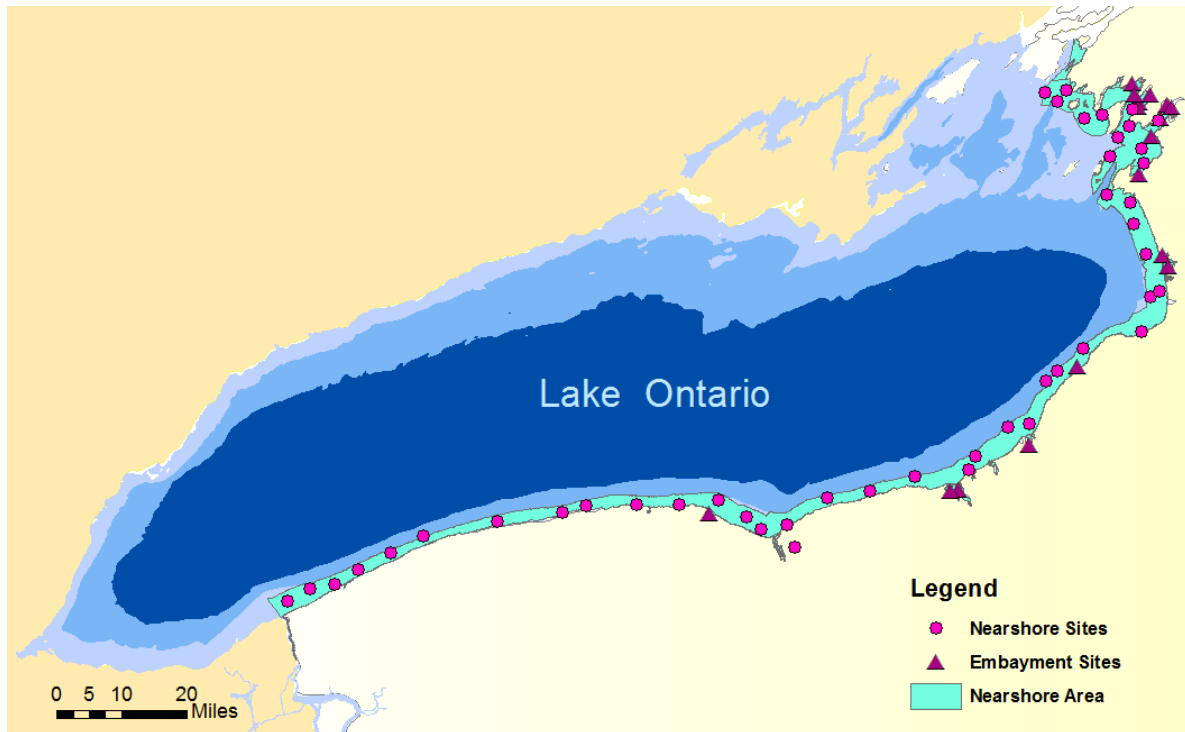 Lake Ontario
Legend
Nearshore Sites
Embayment Sites
Nearshore Area
0 5 10 20
Miles